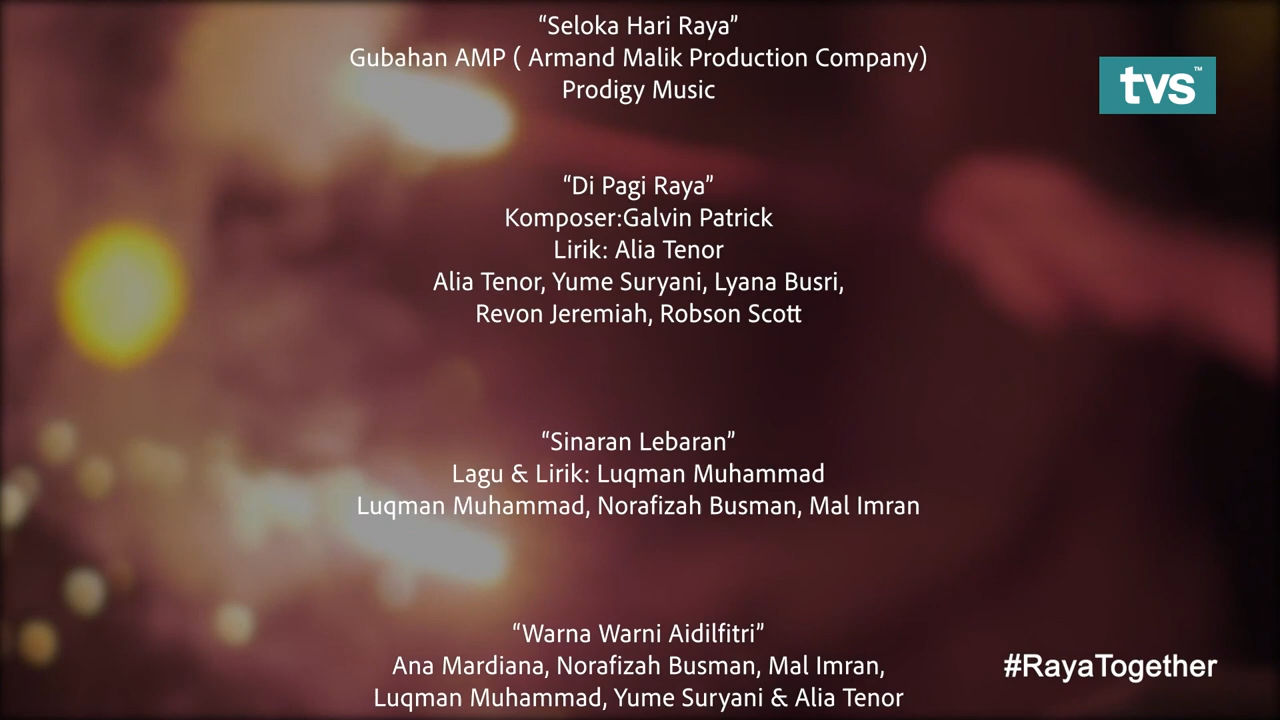 “Seloka Hari Raya”
Gubahan AMP ( Armand Malik Production Company)
Prodigy Music
tvs™
“Di Pagi Raya”
Komposer:Galvin Patrick
Lirik: Alia Tenor
Alia Tenor, Yume Suryani, Lyana Busri,
Revon Jeremiah, Robson Scott
“Sinaran Lebaran”
Lagu & Lirik: Luqman Muhammad
Luqman Muhammad, Norafizah Busman, Mal Imran
“Warna Warni Aidilfitri”
Ana Mardiana, Norafizah Busman, Mal Imran,
Luqman Muhammad, Yume Suryani & Alia Tenor
#RayaTogether